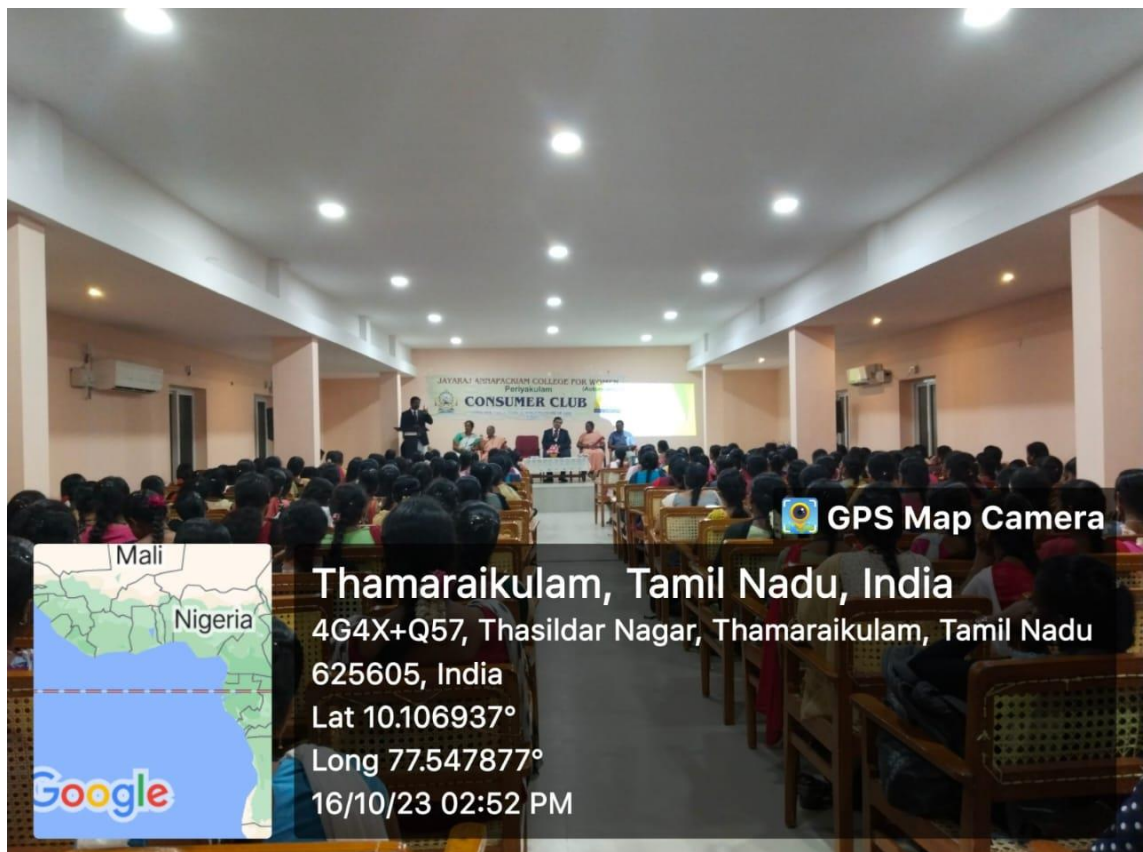 JAYARAJ ANNAPACKIAM COLLEGE FOR WOMEN
Periyakulam
CONSUMER CLUB
GPS Map Camera
Mali
Nigeria
Google
Thamaraikulam, Tamil Nadu, India
4G4X+Q57, Thasildar Nagar, Thamaraikulam, Tamil Nadu
625605, India
Lat 10.106937°
Long 77.547877°
16/10/23 02:52 PM